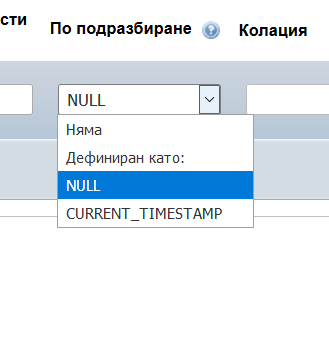 сти По подразбиране Колация
NULL
Няма
Дефиниран като:
NULL
CURRENT_TIMESTAMP